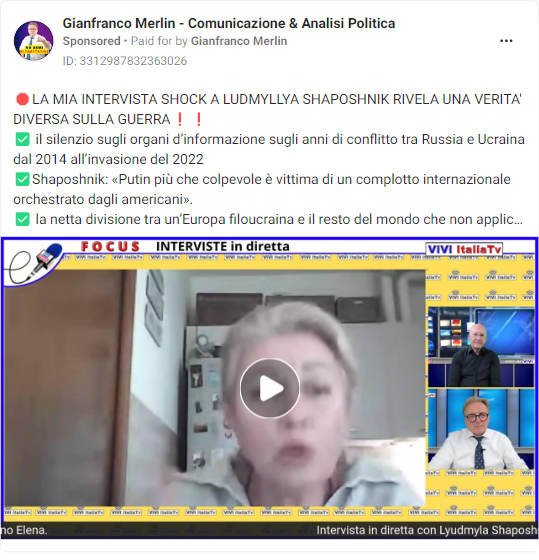 Gianfranco Merlin - Comunicazione & Analisi Politica
Sponsored • Paid for by Gianfranco Merlin
ID: 3312987832363026
🛑LA MIA INTERVISTA SHOCK A LUDMYLLYA SHAPOSHNIK RIVELA UNA VERITA'
DIVERSA SULLA GUERRA❗❗
✅ il silenzio sugli organi d'informazione sugli anni di conflitto tra Russia e Ucraina
dal 2014 all'invasione del 2022
✅Shaposhnik: «Putin più che colpevole è vittima di un complotto internazionale
orchestrato dagli americani».
✅ la netta divisione tra un'Europa filoucraina e il resto del mondo che non applic...
FOCUS INTERVISTE in diretta
VIVI ItaliaTv
no Elena.
Intervista in diretta con Lyudmyla Shaposh